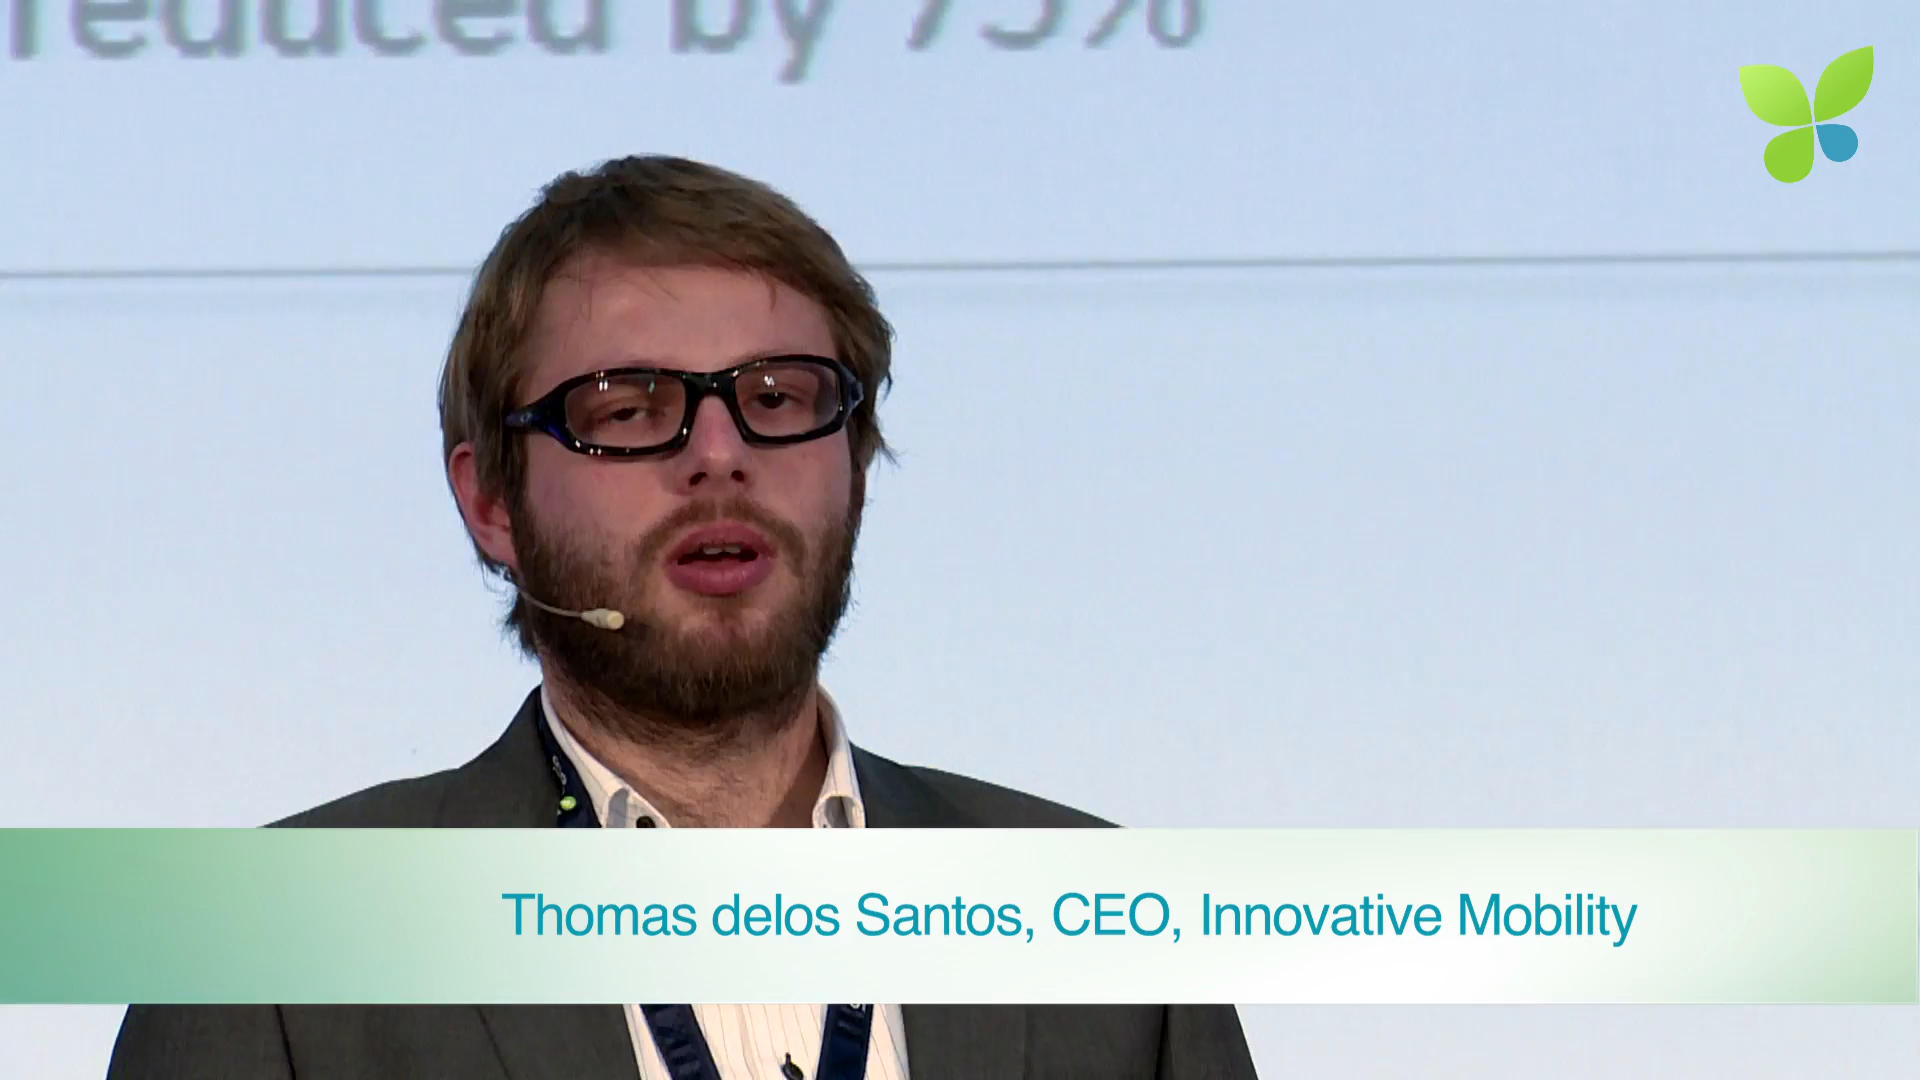 reduced by 75%
Thomas delos Santos, CEO, Innovative Mobility